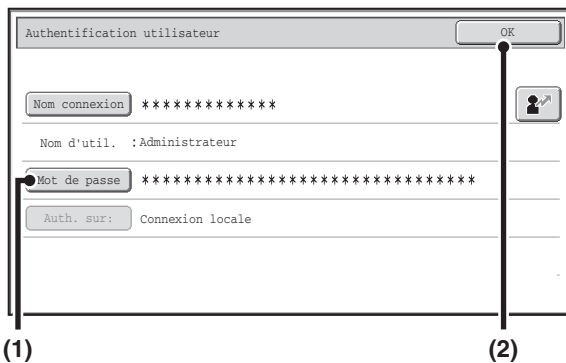 Authentification utilisateur OK
Nom connexion *************
Nom d'util. :Administrateur
Mot de passe ********************************
Auth. sur: Connexion locale
(1) (2)